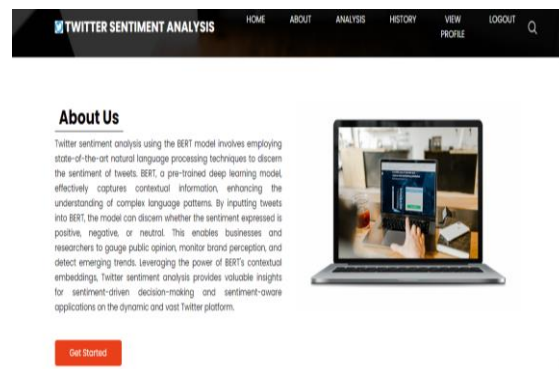 TWITTER SENTIMENT ANALYSIS
HOME ABOUT ANALYSIS HISTORY VIEW PROFILE LOGOUT
About Us
Twitter sentiment analysis using the BERT model involves employing
state-of-the-art natural language processing techniques to discern
the sentiment of tweets. BERT, a pre-trained deep learning model,
effectively captures contextual information, enhancing the
understanding of complex language patterns. By inputting tweets
into BERT, the model can discern whether the sentiment expressed is
positive, negative, or neutral. This enables businesses and
researchers to gauge public opinion, monitor brand perception, and
detect emerging trends. Leveraging the power of BERT's contextual
embeddings, Twitter sentiment analysis provides valuable insights
for sentiment-driven decision-making and sentiment-aware
applications on the dynamic and vast Twitter platform.
Get Started